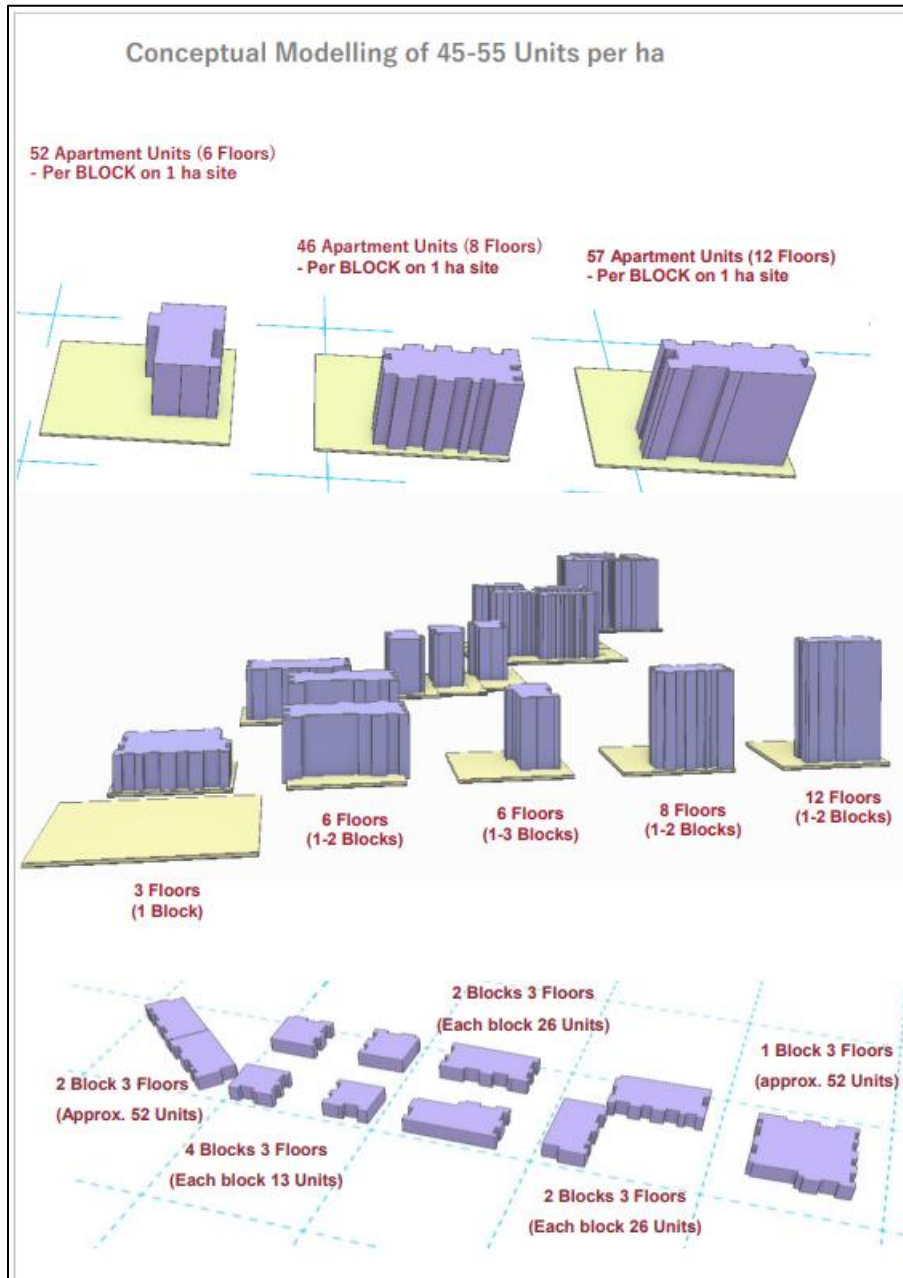 Conceptual Modelling of 45-55 Units per ha
52 Apartment Units (6 Floors)
- Per BLOCK on 1 ha site
46 Apartment Units (8 Floors)
- Per BLOCK on 1 ha site
57 Apartment Units (12 Floors)
- Per BLOCK on 1 ha site
3 Floors
(1 Block)
6 Floors
(1-2 Blocks)
6 Floors
(1-3 Blocks)
8 Floors
(1-2 Blocks)
12 Floors
(1-2 Blocks)
2 Block 3 Floors
(Approx. 52 Units)
4 Blocks 3 Floors
(Each block 13 Units)
2 Blocks 3 Floors
(Each block 26 Units)
2 Blocks 3 Floors
(Each block 26 Units)
1 Block 3 Floors
(approx. 52 Units)